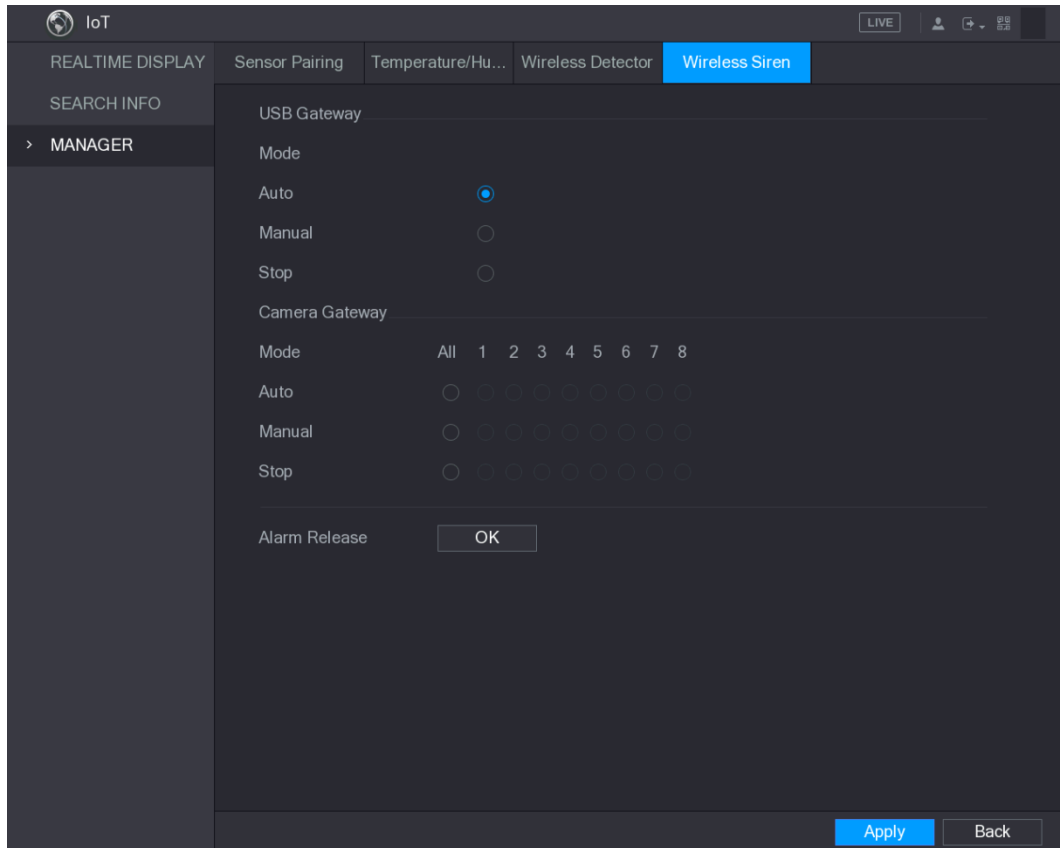 IoT
LIVE
REALTIME DISPLAY
SEARCH INFO
MANAGER
Sensor Pairing Temperature/Hu... Wireless Detector Wireless Siren
USB Gateway
Mode
Auto
Manual
Stop
Camera Gateway
Mode All 1 2 3 4 5 6 7 8
Auto
Manual
Stop
Alarm Release OK
Apply Back